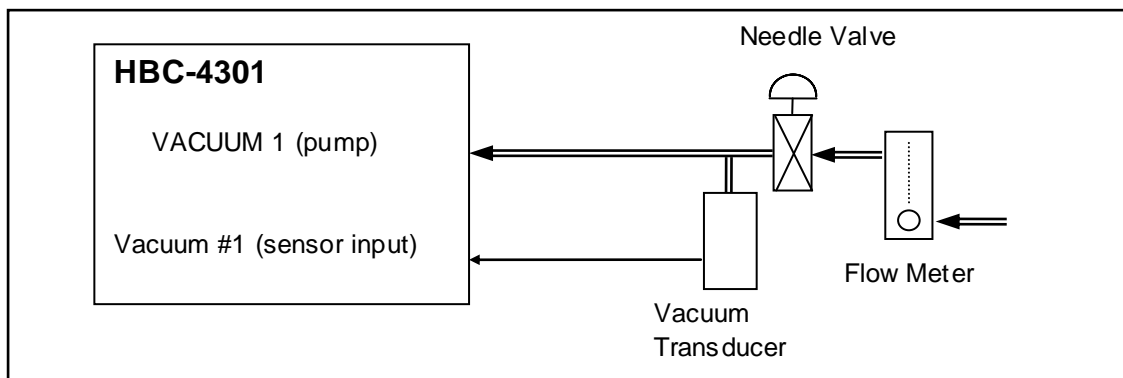 Needle Valve
HBC-4301
VACUUM 1 (pump)
Vacuum #1 (sensor input)
Flow Meter
Vacuum
Transducer